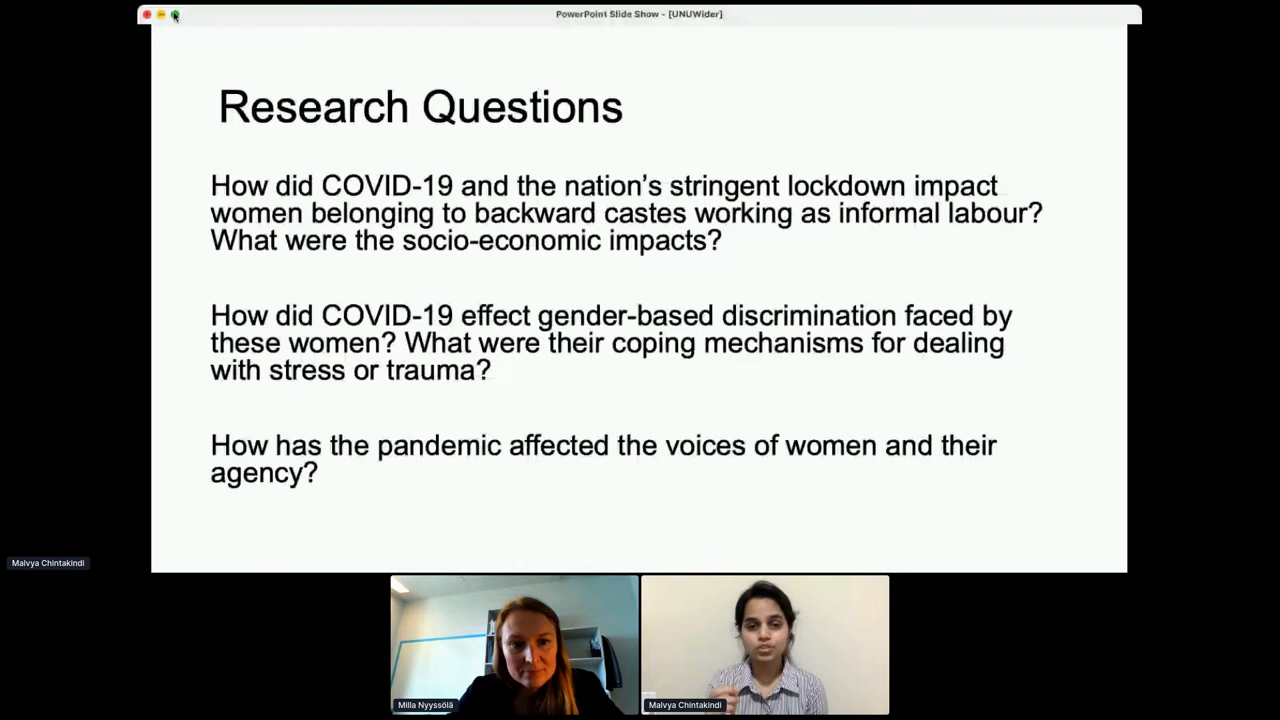 PowerPoint Slide Show - [UNUWider]
Research Questions
How did COVID-19 and the nation's stringent lockdown impact
women belonging to backward castes working as informal labour?
What were the socio-economic impacts?
How did COVID-19 effect gender-based discrimination faced by
these women? What were their coping mechanisms for dealing
with stress or trauma?
How has the pandemic affected the voices of women and their
agency?
Malvya Chintakindi
Milla Nyyssölä
Malvya Chintakindi